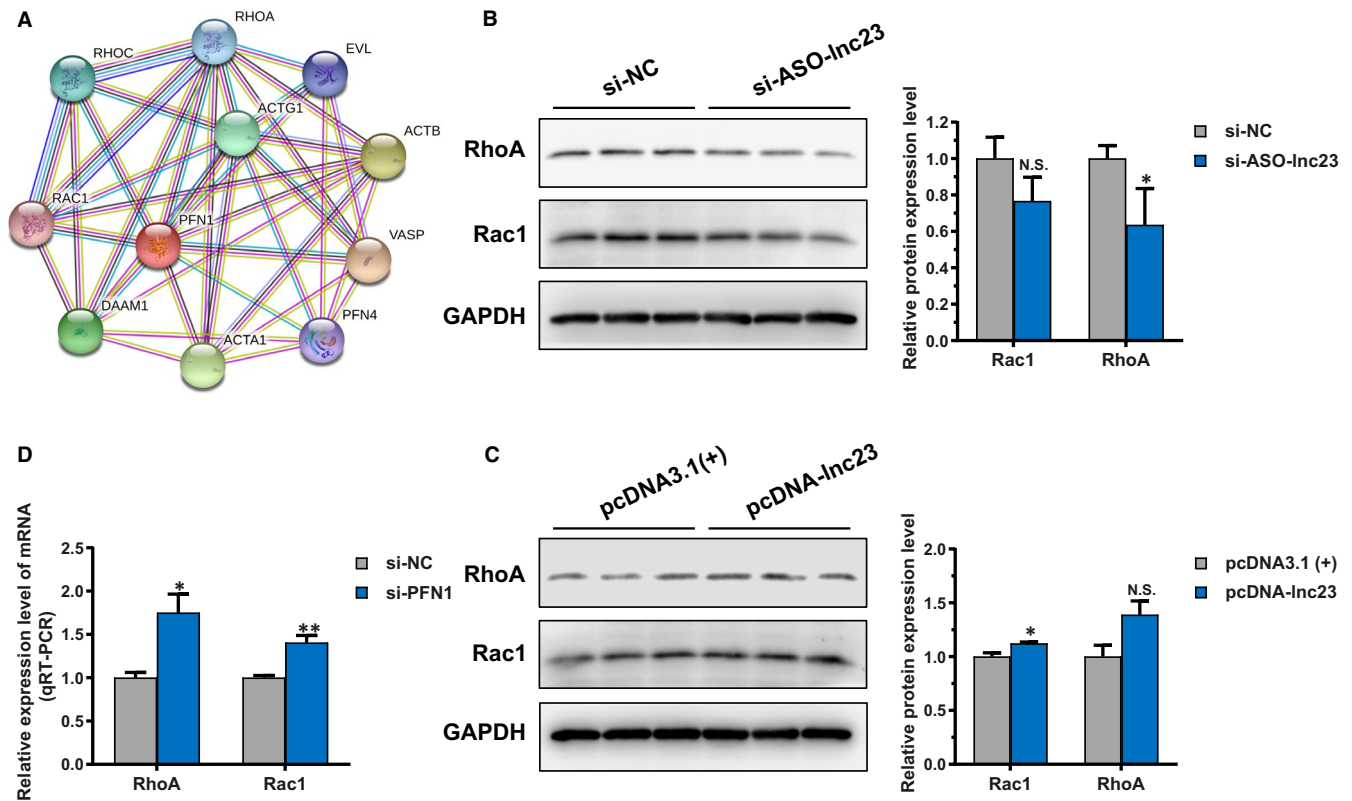 A
RHOA
RHOC
EVL
ACTG1
ACTB
RAC1
PFN1
VASP
DAAM1
PFN4
ACTA1
B
si-NC
si-ASO-lnc23
RhoA
Rac1
GAPDH
Relative protein expression level
1.2
1.0
0.8
0.6
0.4
0.2
0.0
N.S.
*
Rac1
RhoA
si-NC
si-ASO-lnc23
D
Relative expression level of mRNA
(qRT-PCR)
2.5
2.0
1.5
1.0
0.5
0.0
*
**
RhoA
Rac1
si-NC
si-PFN1
C
pcDNA3.1(+)
pcDNA-lnc23
RhoA
Rac1
GAPDH
Relative protein expression level
2.0
1.5
1.0
0.5
0.0
*
N.S.
Rac1
RhoA
pcDNA3.1 (+)
pcDNA-lnc23